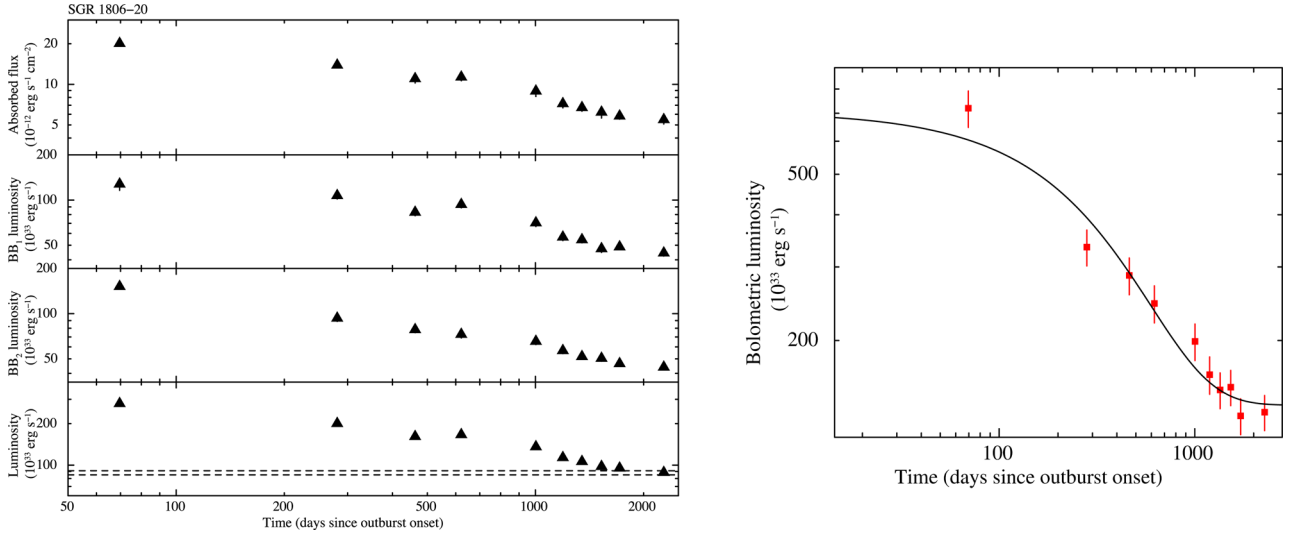 SGR 1806−20
Absorbed flux
(10⁻¹² erg s⁻¹ cm⁻²)
20
10
5
200
BB₁ luminosity
(10³³ erg s⁻¹)
100
50
200
BB₂ luminosity
(10³³ erg s⁻¹)
100
50
Luminosity
(10³³ erg s⁻¹)
200
100
50
100
200
500
1000
2000
Time (days since outburst onset)
Bolometric luminosity
(10³³ erg s⁻¹)
500
200
100
1000
Time (days since outburst onset)